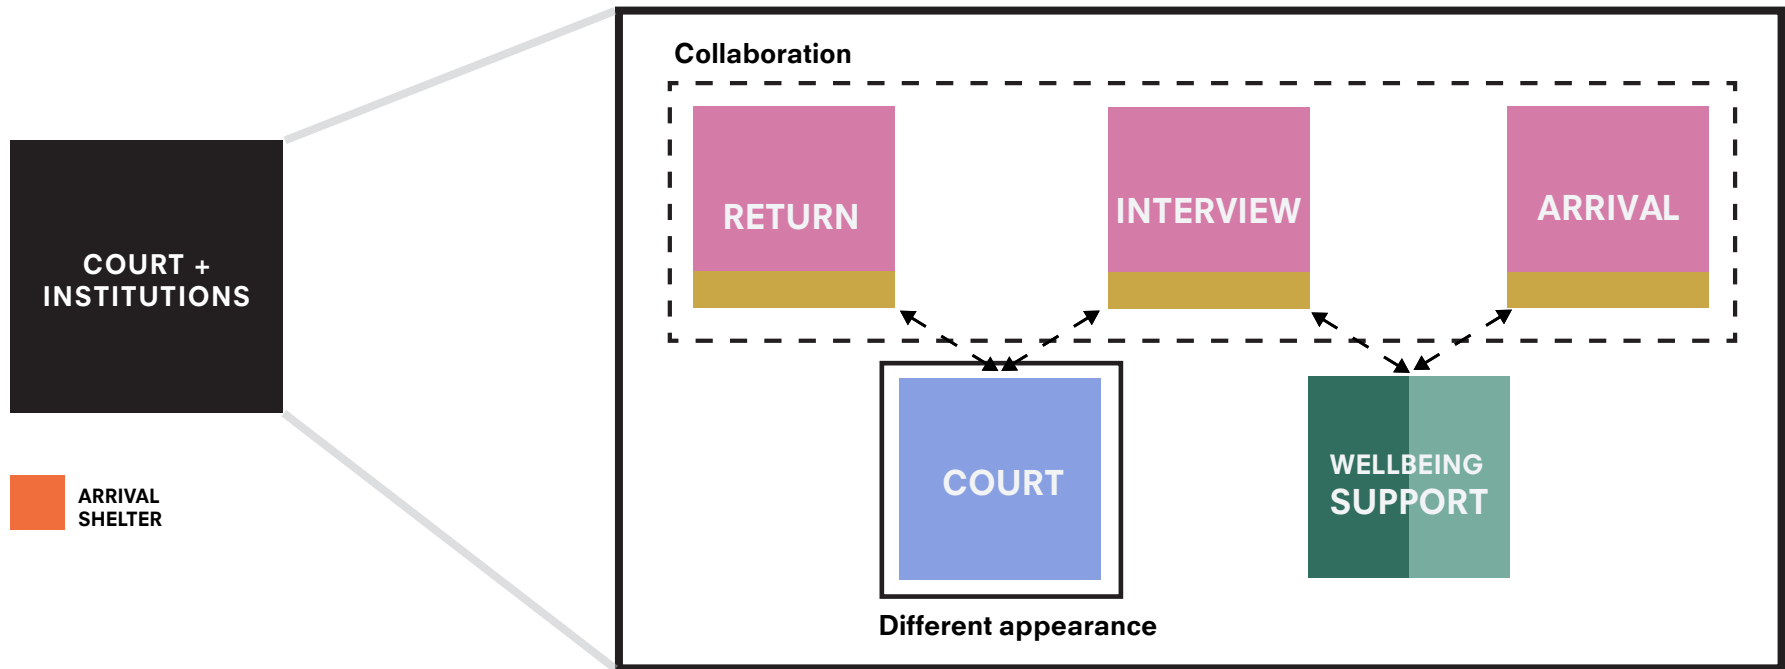 COURT +
INSTITUTIONS
ARRIVAL
SHELTER
Collaboration
RETURN
INTERVIEW
ARRIVAL
COURT
WELLBEING
SUPPORT
Different appearance